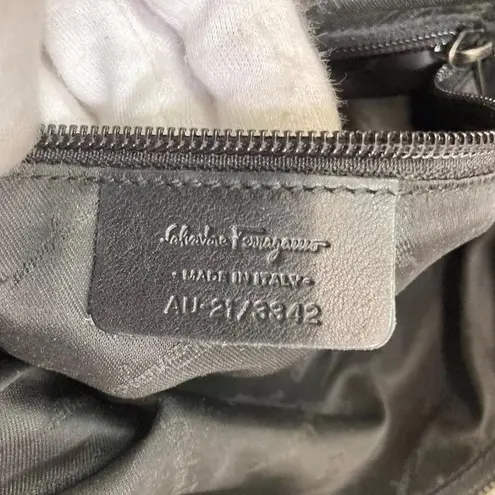 Salvatore Ferragamo
• MADE IN ITALY •
AU-21/3342